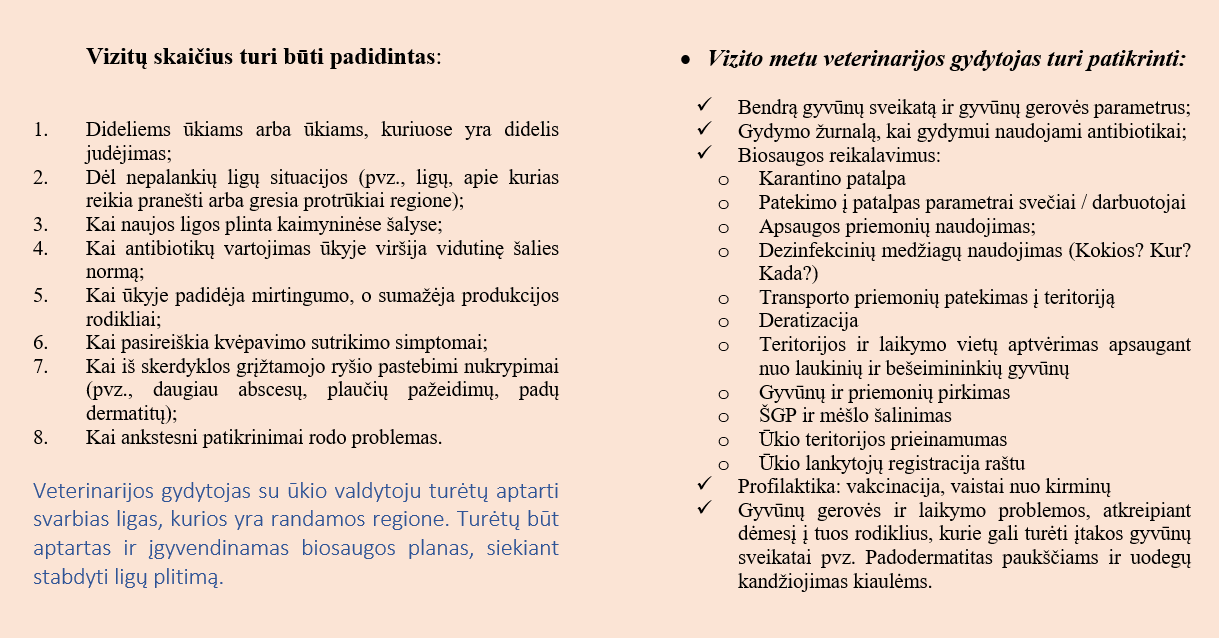 Vizitų skaičius turi būti padidintas:
1. Dideliems ūkiams arba ūkiams, kuriuose yra didelis
judėjimas;
2. Dėl nepalankių ligų situacijos (pvz., ligų, apie kurias
reikia pranešti arba gresia protrūkiai regione);
3. Kai naujos ligos plinta kaimyninėse šalyse;
4. Kai antibiotikų vartojimas ūkyje viršija vidutinę šalies
normą;
5. Kai ūkyje padidėja mirtingumo, o sumažėja produkcijos
rodikliai;
6. Kai pasireiškia kvėpavimo sutrikimo simptomai;
7. Kai iš skerdyklos grįžtamojo ryšio pastebimi nukrypimai
(pvz., daugiau abscesų, plaučių pažeidimų, padų
dermatitų);
8. Kai ankstesni patikrinimai rodo problemas.
Veterinarijos gydytojas su ūkio valdytoju turėtų aptarti
svarbias ligas, kurios yra randamos regione. Turėtų būt
aptartas ir įgyvendinamas biosaugos planas, siekiant
stabdyti ligų plitimą.
• Vizito metu veterinarijos gydytojas turi patikrinti:
✓ Bendrą gyvūnų sveikatą ir gyvūnų gerovės parametrus;
✓ Gydymo žurnalą, kai gydymui naudojami antibiotikai;
✓ Biosaugos reikalavimus:
o Karantino patalpa
o Patekimo į patalpas parametrai svečiai / darbuotojai
o Apsaugos priemonių naudojimas;
o Dezinfekcinių medžiagų naudojimas (Kokios? Kur?
Kada?)
o Transporto priemonių patekimas į teritoriją
o Deratizacija
o Teritorijos ir laikymo vietų aptvėrimas apsaugant
nuo laukinių ir bešeimininkių gyvūnų
o Gyvūnų ir priemonių pirkimas
o ŠGP ir mėšlo šalinimas
o Ūkio teritorijos prieinamumas
o Ūkio lankytojų registracija raštu
✓ Profilaktika: vakcinacija, vaistai nuo kirminų
✓ Gyvūnų gerovės ir laikymo problemos, atkreipiant
dėmesį į tuos rodiklius, kurie gali turėti įtakos gyvūnų
sveikatai pvz. Padodermatitas paukščiams ir uodegų
kandžiojimas kiaulėms.